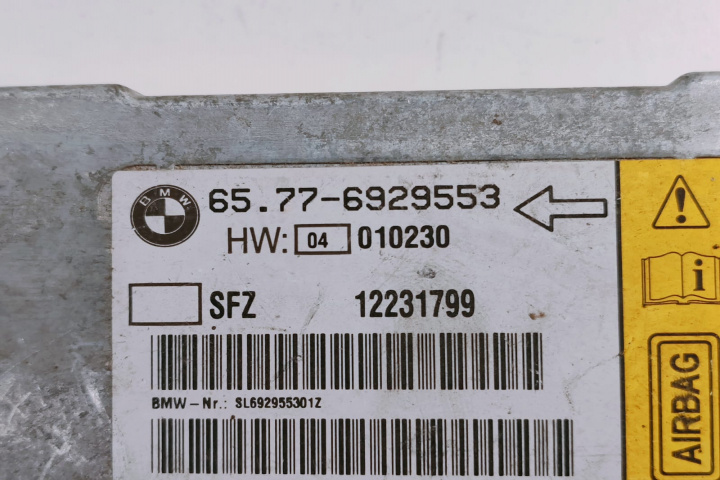 BMW 65.77-6929553
HW: 04 010230
SFZ 12231799
BMW-Nr.: SL692955301Z
AIRBAG